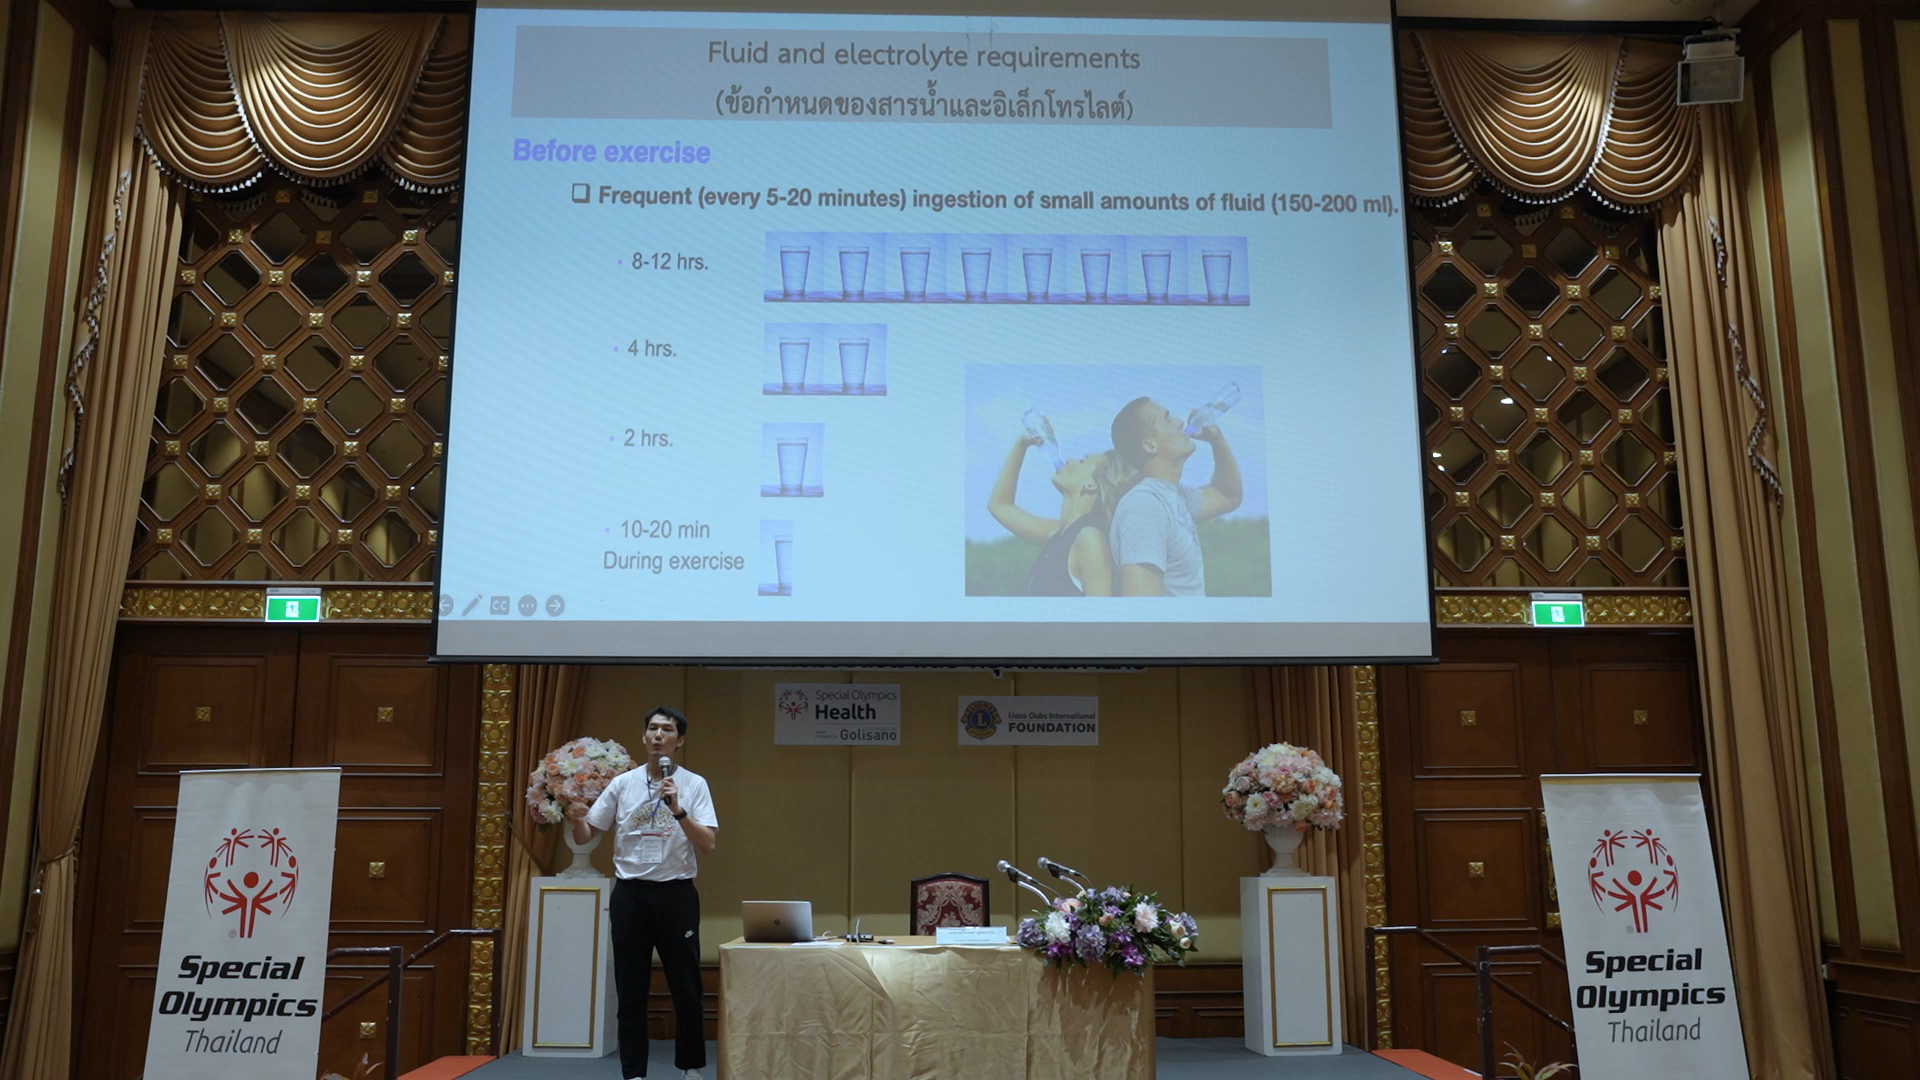 Fluid and electrolyte requirements
(ข้อกำหนดของสารน้ำและอิเล็กโทรไลต์)
Before exercise
Frequent (every 5-20 minutes) ingestion of small amounts of fluid (150-200 ml).
8-12 hrs.
4 hrs.
2 hrs.
10-20 min
During exercise
CC
Special Olympics
Health
Golisano
L
Lions Clubs International
FOUNDATION
Special
Olympics
Thailand
Special
Olympics
Thailand